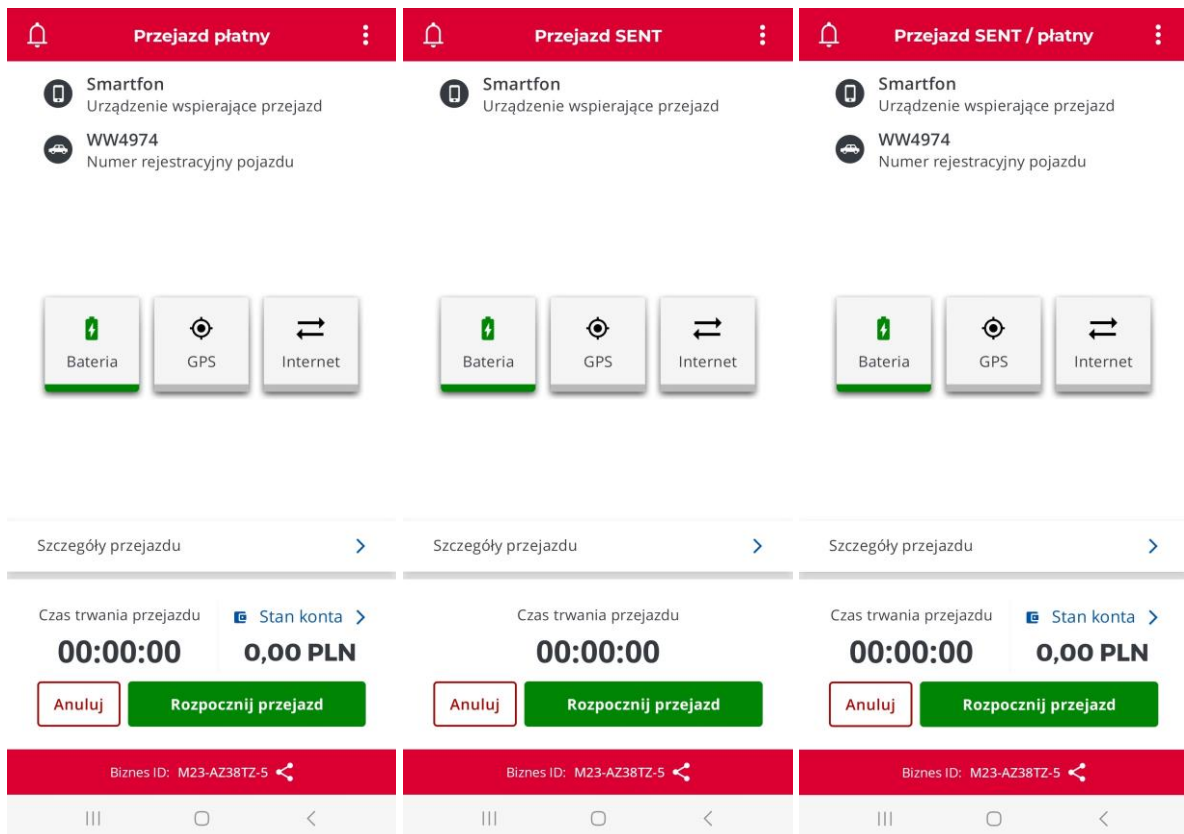 Przejazd płatny
Smartfon
Urządzenie wspierające przejazd
WW4974
Numer rejestracyjny pojazdu
Bateria
GPS
Internet
Szczegóły przejazdu
Czas trwania przejazdu
Stan konta
00:00:00
0,00 PLN
Anuluj
Rozpocznij przejazd
Biznes ID: M23-AZ38TZ-5
Przejazd SENT
Smartfon
Urządzenie wspierające przejazd
Bateria
GPS
Internet
Szczegóły przejazdu
Czas trwania przejazdu
00:00:00
Anuluj
Rozpocznij przejazd
Biznes ID: M23-AZ38TZ-5
Przejazd SENT / płatny
Smartfon
Urządzenie wspierające przejazd
WW4974
Numer rejestracyjny pojazdu
Bateria
GPS
Internet
Szczegóły przejazdu
Czas trwania przejazdu
Stan konta
00:00:00
0,00 PLN
Anuluj
Rozpocznij przejazd
Biznes ID: M23-AZ38TZ-5